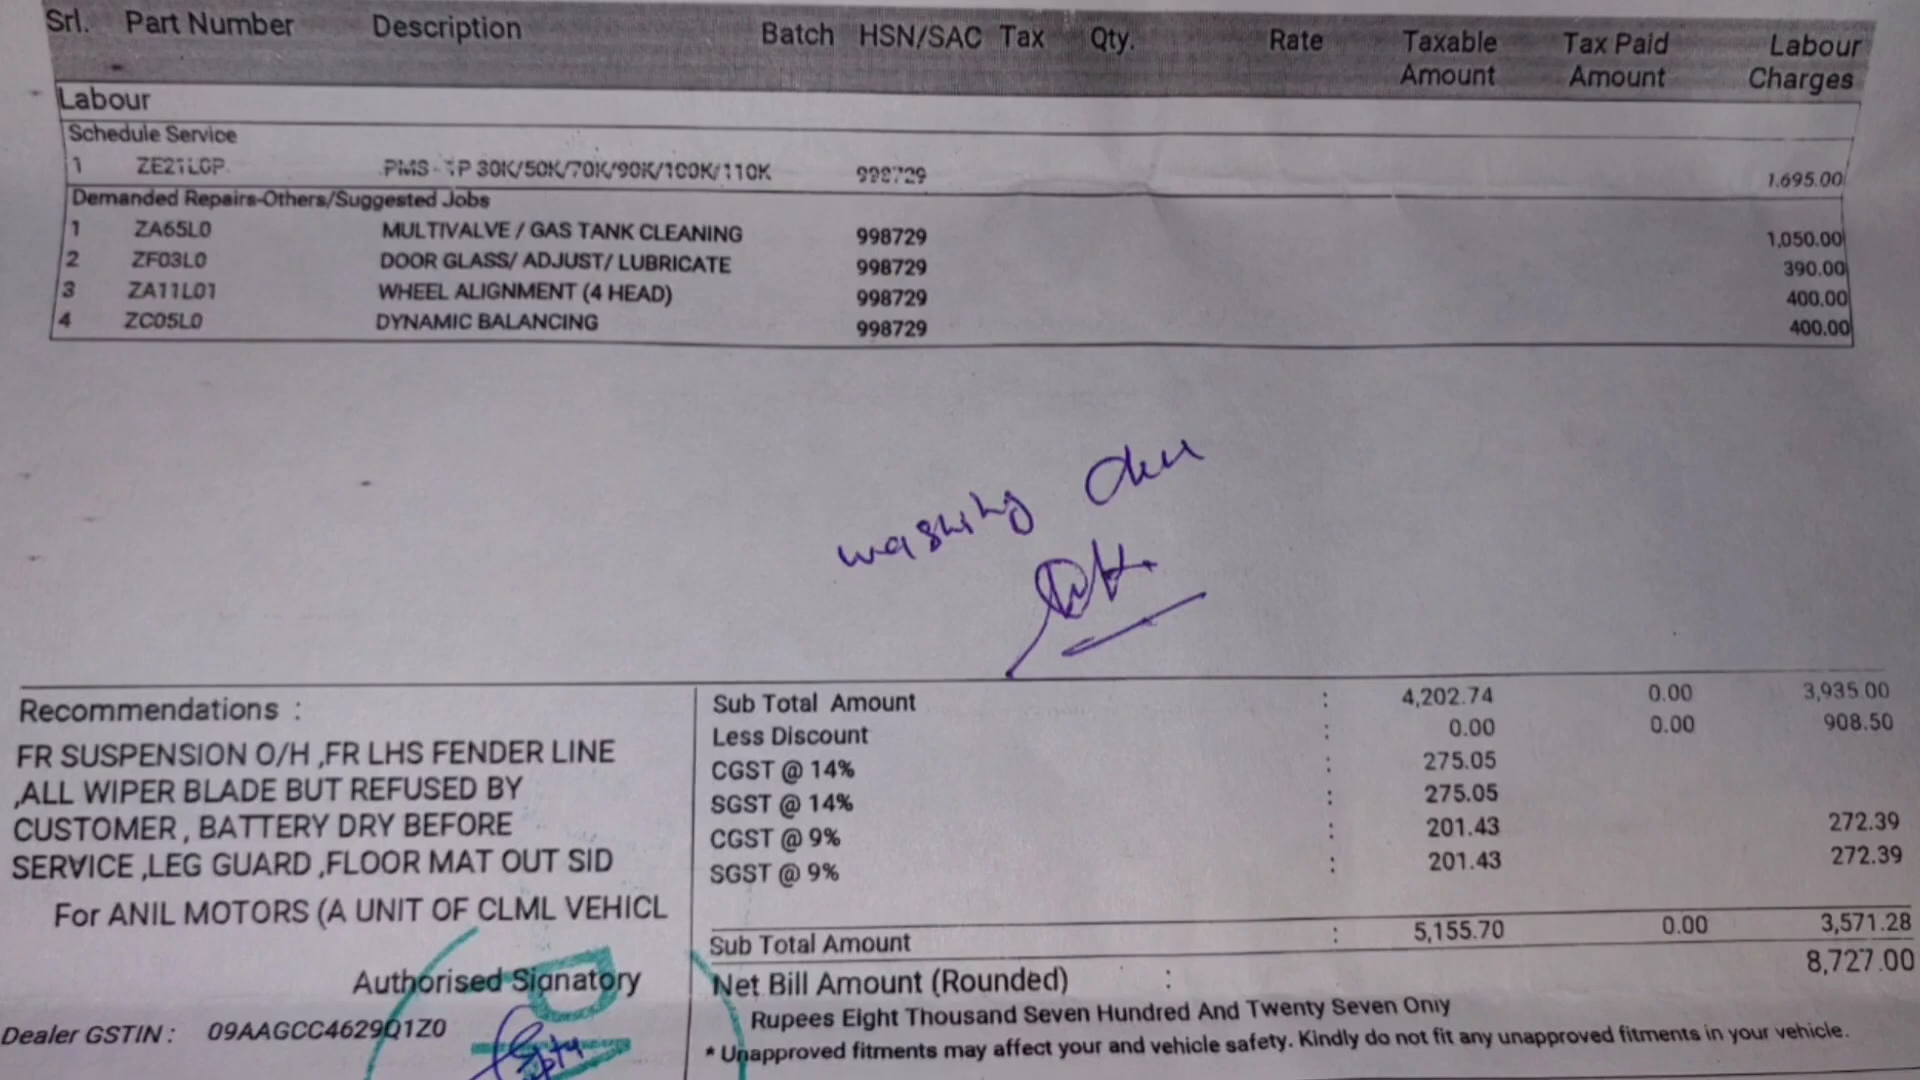 Srl. Part Number Description Batch HSN/SAC Tax Qty. Rate Taxable Amount Tax Paid Amount Labour Charges
Labour
Schedule Service
1 ZE21LGP PMS - TP 30K/50K/70K/90K/100K/110K 998729 1,695.00
Demanded Repairs-Others/Suggested Jobs
1 ZA65L0 MULTIVALVE / GAS TANK CLEANING 998729 1,050.00
2 ZF03L0 DOOR GLASS/ ADJUST/ LUBRICATE 998729 390.00
3 ZA11L01 WHEEL ALIGNMENT (4 HEAD) 998729 400.00
4 ZC05L0 DYNAMIC BALANCING 998729 400.00
washing due
Recommendations :
FR SUSPENSION O/H ,FR LHS FENDER LINE
,ALL WIPER BLADE BUT REFUSED BY
CUSTOMER , BATTERY DRY BEFORE
SERVICE ,LEG GUARD ,FLOOR MAT OUT SID
For ANIL MOTORS (A UNIT OF CLML VEHICL
Authorised Signatory
Dealer GSTIN : 09AAGCC4629Q1Z0
Sub Total Amount : 4,202.74 0.00 3,935.00
Less Discount : 0.00 0.00 908.50
CGST @ 14% : 275.05
SGST @ 14% : 275.05
CGST @ 9% : 201.43 272.39
SGST @ 9% : 201.43 272.39
Sub Total Amount : 5,155.70 0.00 3,571.28
Net Bill Amount (Rounded) : 8,727.00
Rupees Eight Thousand Seven Hundred And Twenty Seven Only
* Unapproved fitments may affect your and vehicle safety. Kindly do not fit any unapproved fitments in your vehicle.